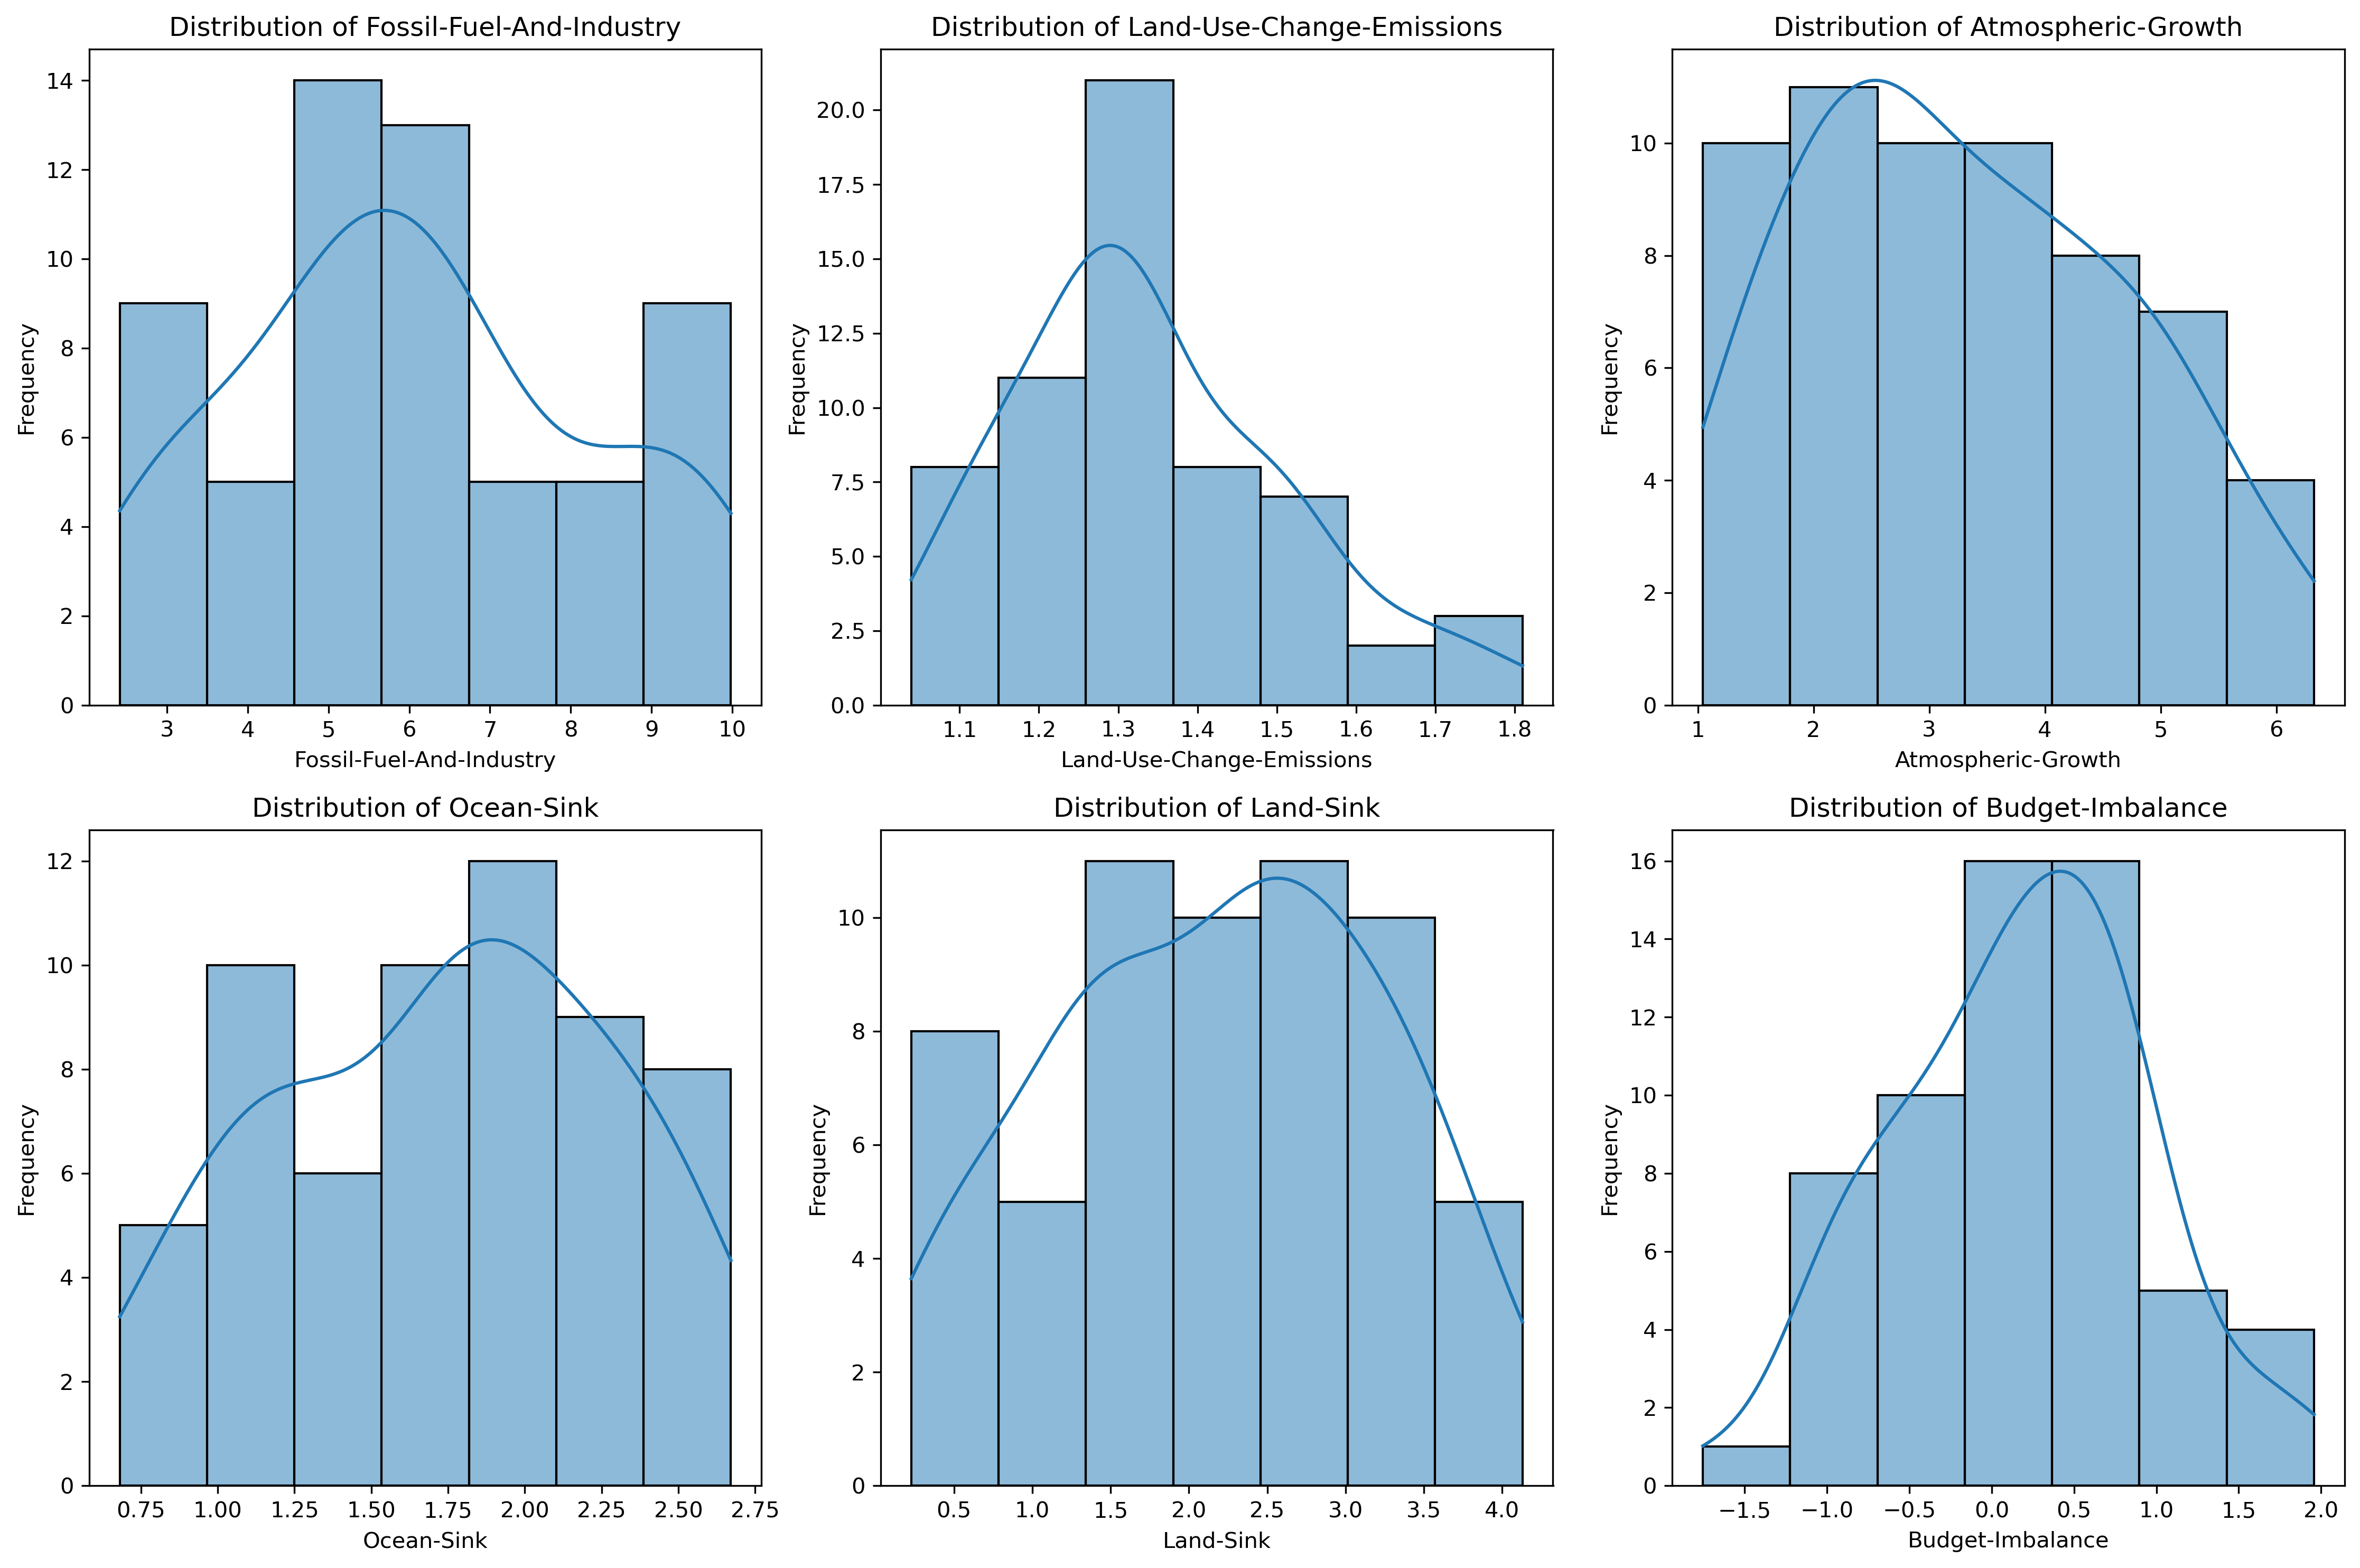 Distribution of Fossil-Fuel-And-Industry
Frequency
14
12
10
8
6
4
2
0
3 4 5 6 7 8 9 10
Fossil-Fuel-And-Industry
Distribution of Land-Use-Change-Emissions
Frequency
20.0
17.5
15.0
12.5
10.0
7.5
5.0
2.5
0.0
1.1 1.2 1.3 1.4 1.5 1.6 1.7 1.8
Land-Use-Change-Emissions
Distribution of Atmospheric-Growth
Frequency
10
8
6
4
2
0
1 2 3 4 5 6
Atmospheric-Growth
Distribution of Ocean-Sink
Frequency
12
10
8
6
4
2
0
0.75 1.00 1.25 1.50 1.75 2.00 2.25 2.50 2.75
Ocean-Sink
Distribution of Land-Sink
Frequency
10
8
6
4
2
0
0.5 1.0 1.5 2.0 2.5 3.0 3.5 4.0
Land-Sink
Distribution of Budget-Imbalance
Frequency
16
14
12
10
8
6
4
2
0
−1.5 −1.0 −0.5 0.0 0.5 1.0 1.5 2.0
Budget-Imbalance